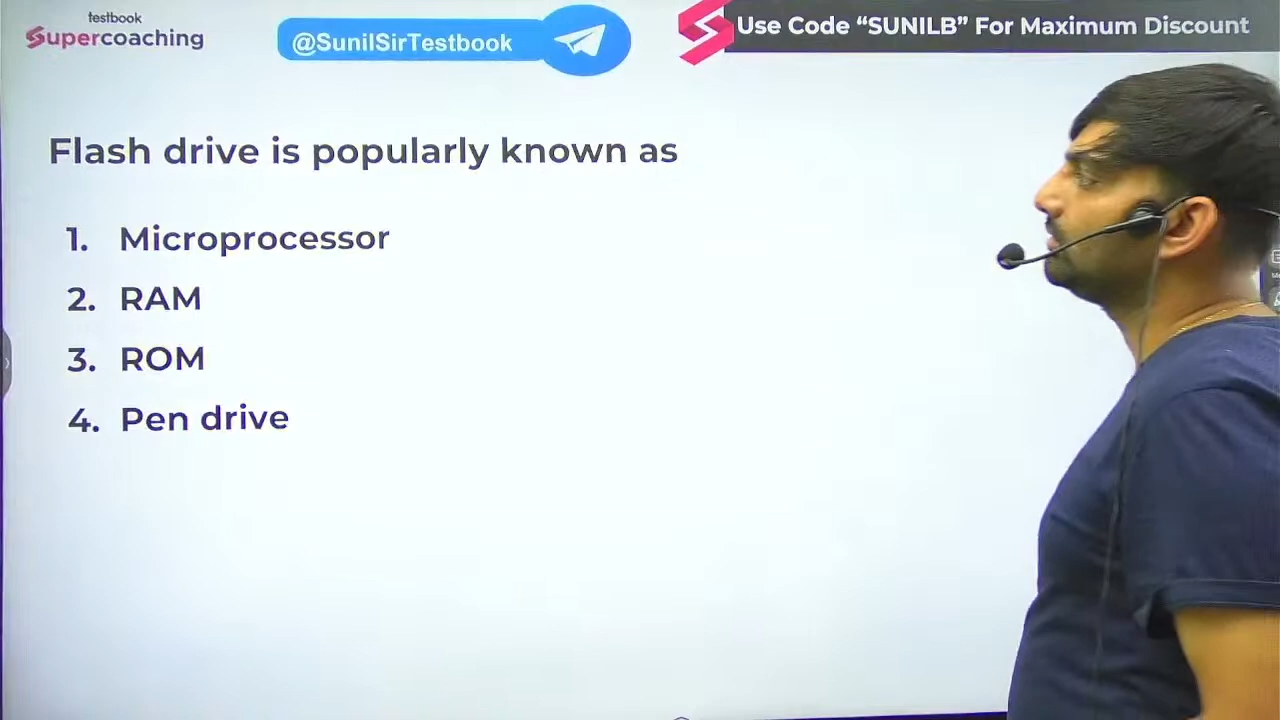 testbook
Supercoaching
@SunilSirTestbook
Use Code “SUNILB” For Maximum Discount
Flash drive is popularly known as
1. Microprocessor
2. RAM
3. ROM
4. Pen drive